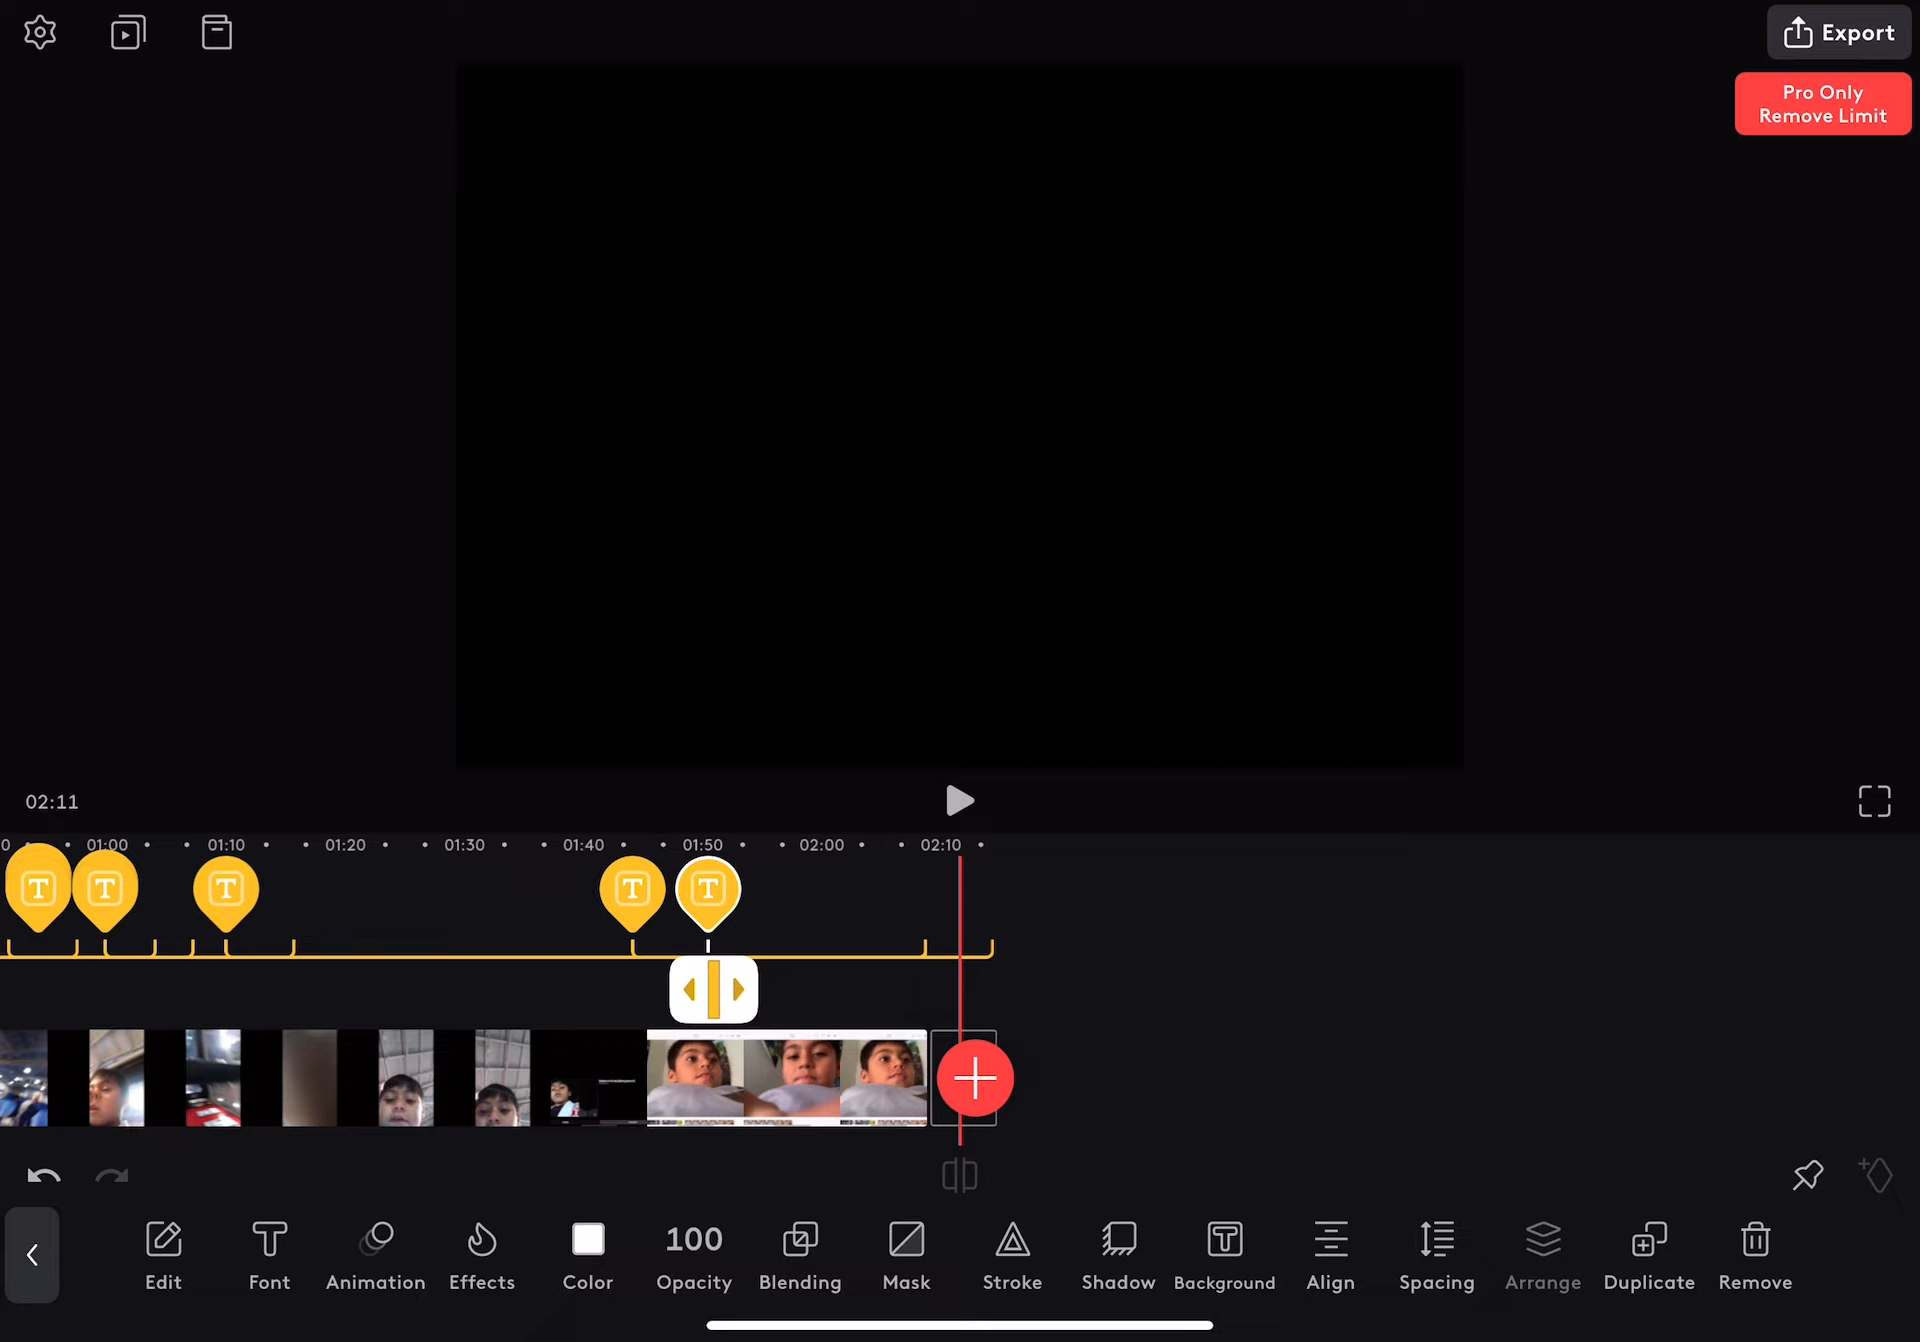 Export
Pro Only
Remove Limit
02:11
0 01:00 01:10 01:20 01:30 01:40 01:50 02:00 02:10
T T T T T
100
Edit Font Animation Effects Color Opacity Blending Mask Stroke Shadow Background Align Spacing Arrange Duplicate Remove